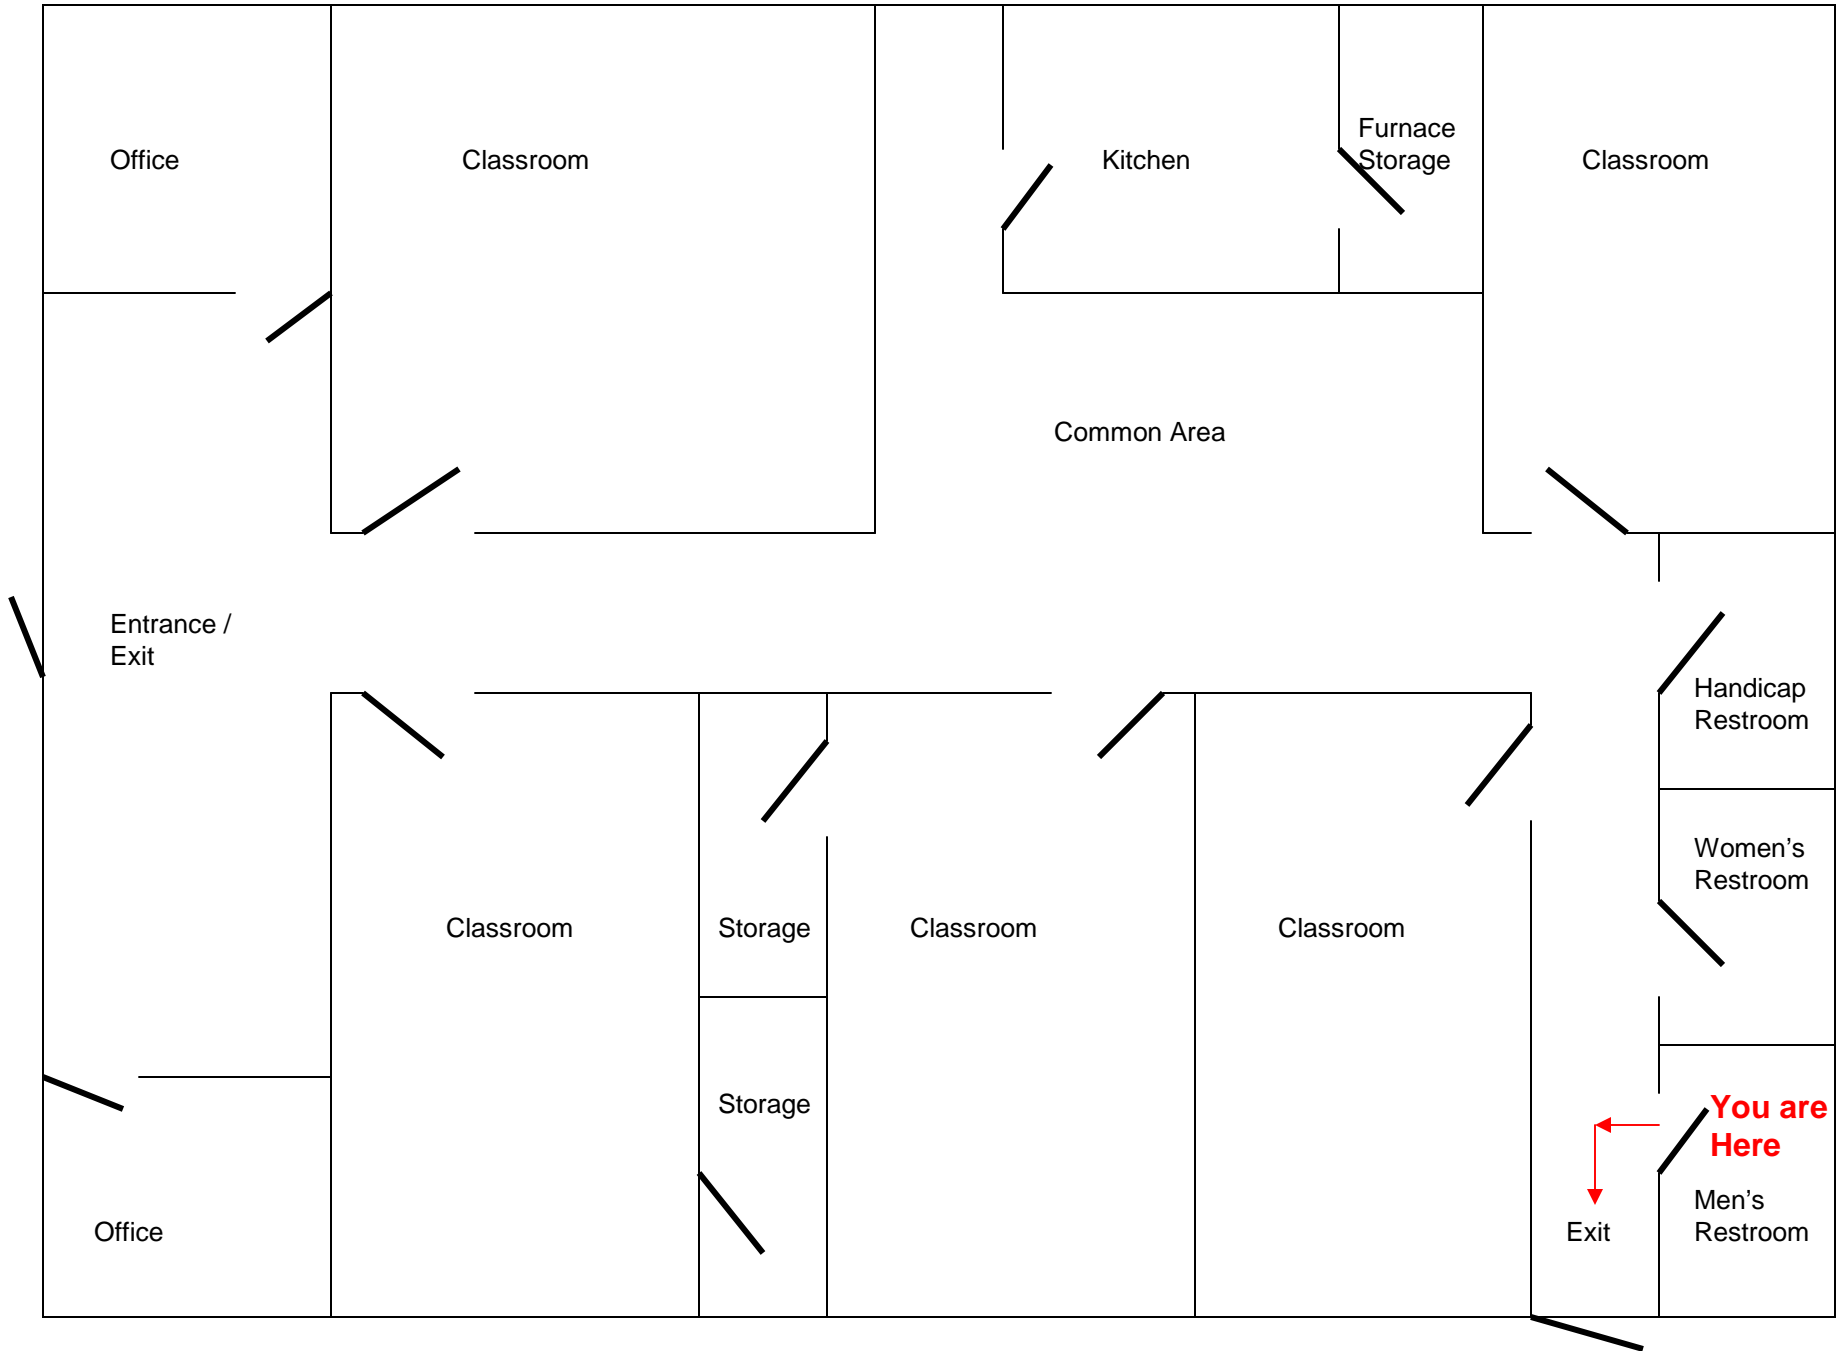 Office
Classroom
Kitchen
Furnace
Storage
Classroom
Common Area
Entrance /
Exit
Handicap
Restroom
Women’s
Restroom
Classroom
Storage
Classroom
Classroom
Storage
You are
Here
Men’s
Restroom
Office
Exit